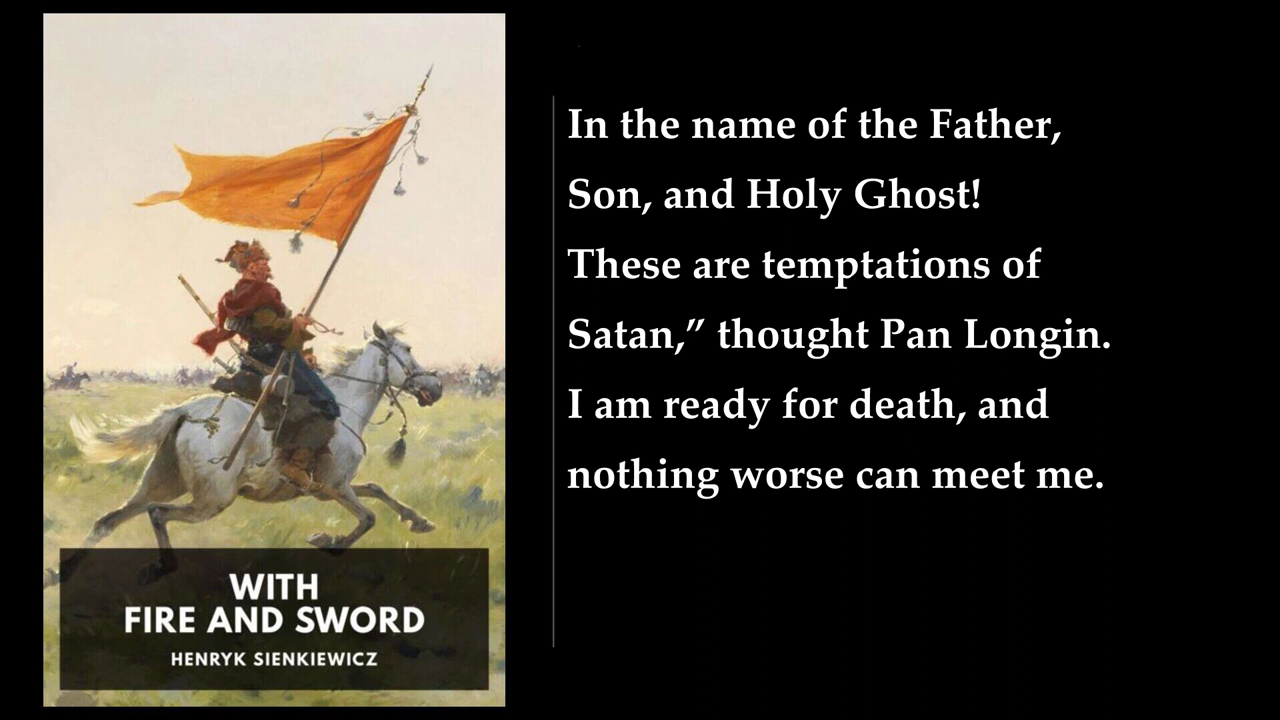 WITH
FIRE AND SWORD
HENRYK SIENKIEWICZ
In the name of the Father,
Son, and Holy Ghost!
These are temptations of
Satan,” thought Pan Longin.
I am ready for death, and
nothing worse can meet me.